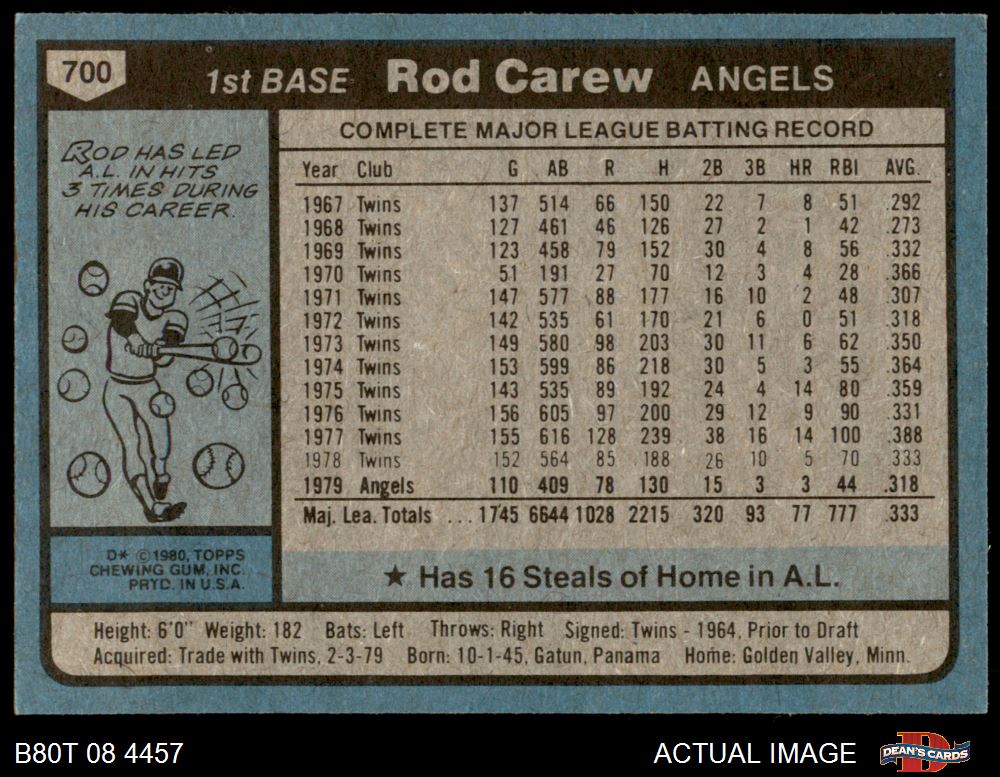 700 1st BASE Rod Carew ANGELS
ROD HAS LED
A.L. IN HITS
3 TIMES DURING
HIS CAREER.
COMPLETE MAJOR LEAGUE BATTING RECORD
Year Club G AB R H 2B 3B HR RBI AVG.
1967 Twins 137 514 66 150 22 7 8 51 .292
1968 Twins 127 461 46 126 27 2 1 42 .273
1969 Twins 123 458 79 152 30 4 8 56 .332
1970 Twins 51 191 27 70 12 3 4 28 .366
1971 Twins 147 577 88 177 16 10 2 48 .307
1972 Twins 142 535 61 170 21 6 0 51 .318
1973 Twins 149 580 98 203 30 11 6 62 .350
1974 Twins 153 599 86 218 30 5 3 55 .364
1975 Twins 143 535 89 192 24 4 14 80 .359
1976 Twins 156 605 97 200 29 12 9 90 .331
1977 Twins 155 616 128 239 38 16 14 100 .388
1978 Twins 152 564 85 188 26 10 5 70 .333
1979 Angels 110 409 78 130 15 3 3 44 .318
Maj. Lea. Totals ... 1745 6644 1028 2215 320 93 77 777 .333
D* © 1980, TOPPS
CHEWING GUM, INC.
PRTD. IN U.S.A.
★ Has 16 Steals of Home in A.L.
Height: 6'0" Weight: 182 Bats: Left Throws: Right Signed: Twins - 1964, Prior to Draft
Acquired: Trade with Twins, 2-3-79 Born: 10-1-45, Gatun, Panama Home: Golden Valley, Minn.
B80T 08 4457 ACTUAL IMAGE DEAN'S CARDS